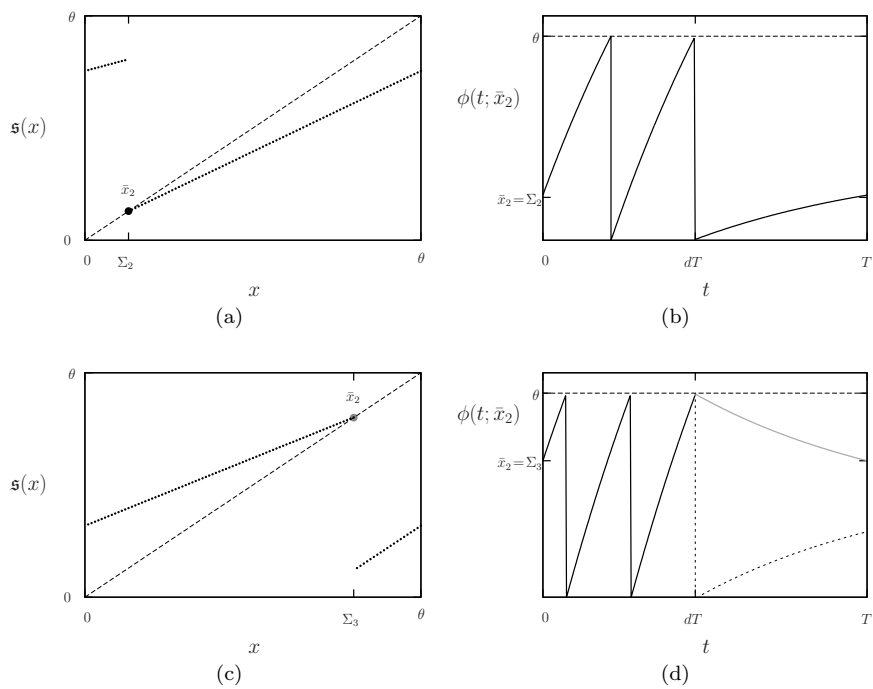 θ
𝔰(x)
x̄₂
0
0
Σ₂
θ
x
(a)
θ
ϕ(t; x̄₂)
x̄₂=Σ₂
0
dT
T
t
(b)
θ
𝔰(x)
x̄₂
0
0
Σ₃
θ
x
(c)
θ
ϕ(t; x̄₂)
x̄₂=Σ₃
0
dT
T
t
(d)